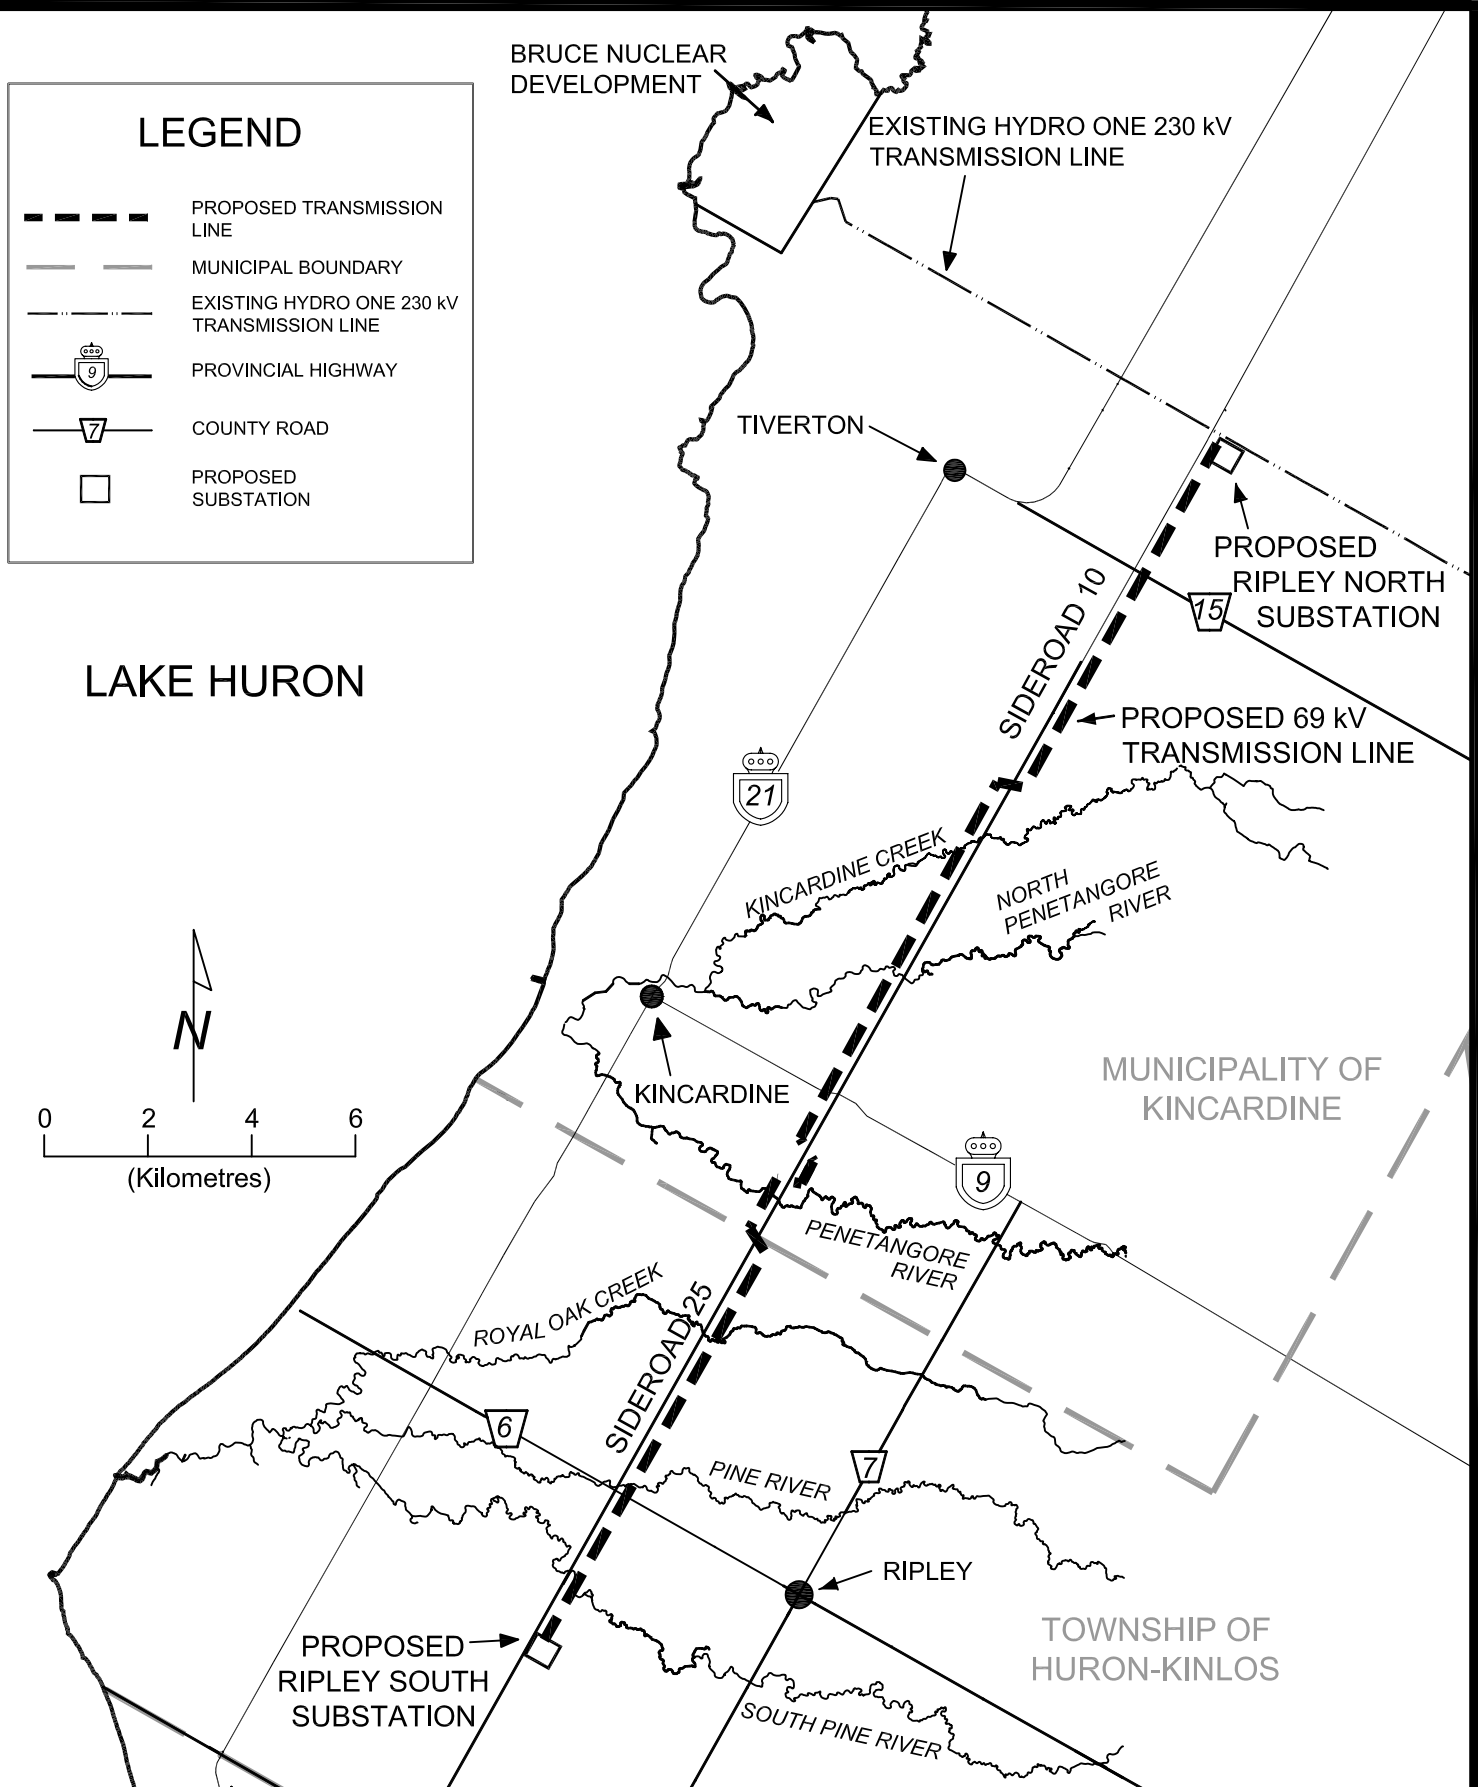 BRUCE NUCLEAR
DEVELOPMENT
LEGEND
PROPOSED TRANSMISSION
LINE
MUNICIPAL BOUNDARY
EXISTING HYDRO ONE 230 kV
TRANSMISSION LINE
9
PROVINCIAL HIGHWAY
7
COUNTY ROAD
PROPOSED
SUBSTATION
EXISTING HYDRO ONE 230 kV
TRANSMISSION LINE
TIVERTON
PROPOSED
RIPLEY NORTH
SUBSTATION
15
SIDEROAD 10
LAKE HURON
PROPOSED 69 kV
TRANSMISSION LINE
21
KINCARDINE CREEK
NORTH
PENETANGORE
RIVER
N
0 2 4 6
(Kilometres)
KINCARDINE
MUNICIPALITY OF
KINCARDINE
9
PENETANGORE
RIVER
ROYAL OAK CREEK
SIDEROAD 25
6
7
PINE RIVER
RIPLEY
PROPOSED
RIPLEY SOUTH
SUBSTATION
TOWNSHIP OF
HURON-KINLOS
SOUTH PINE RIVER